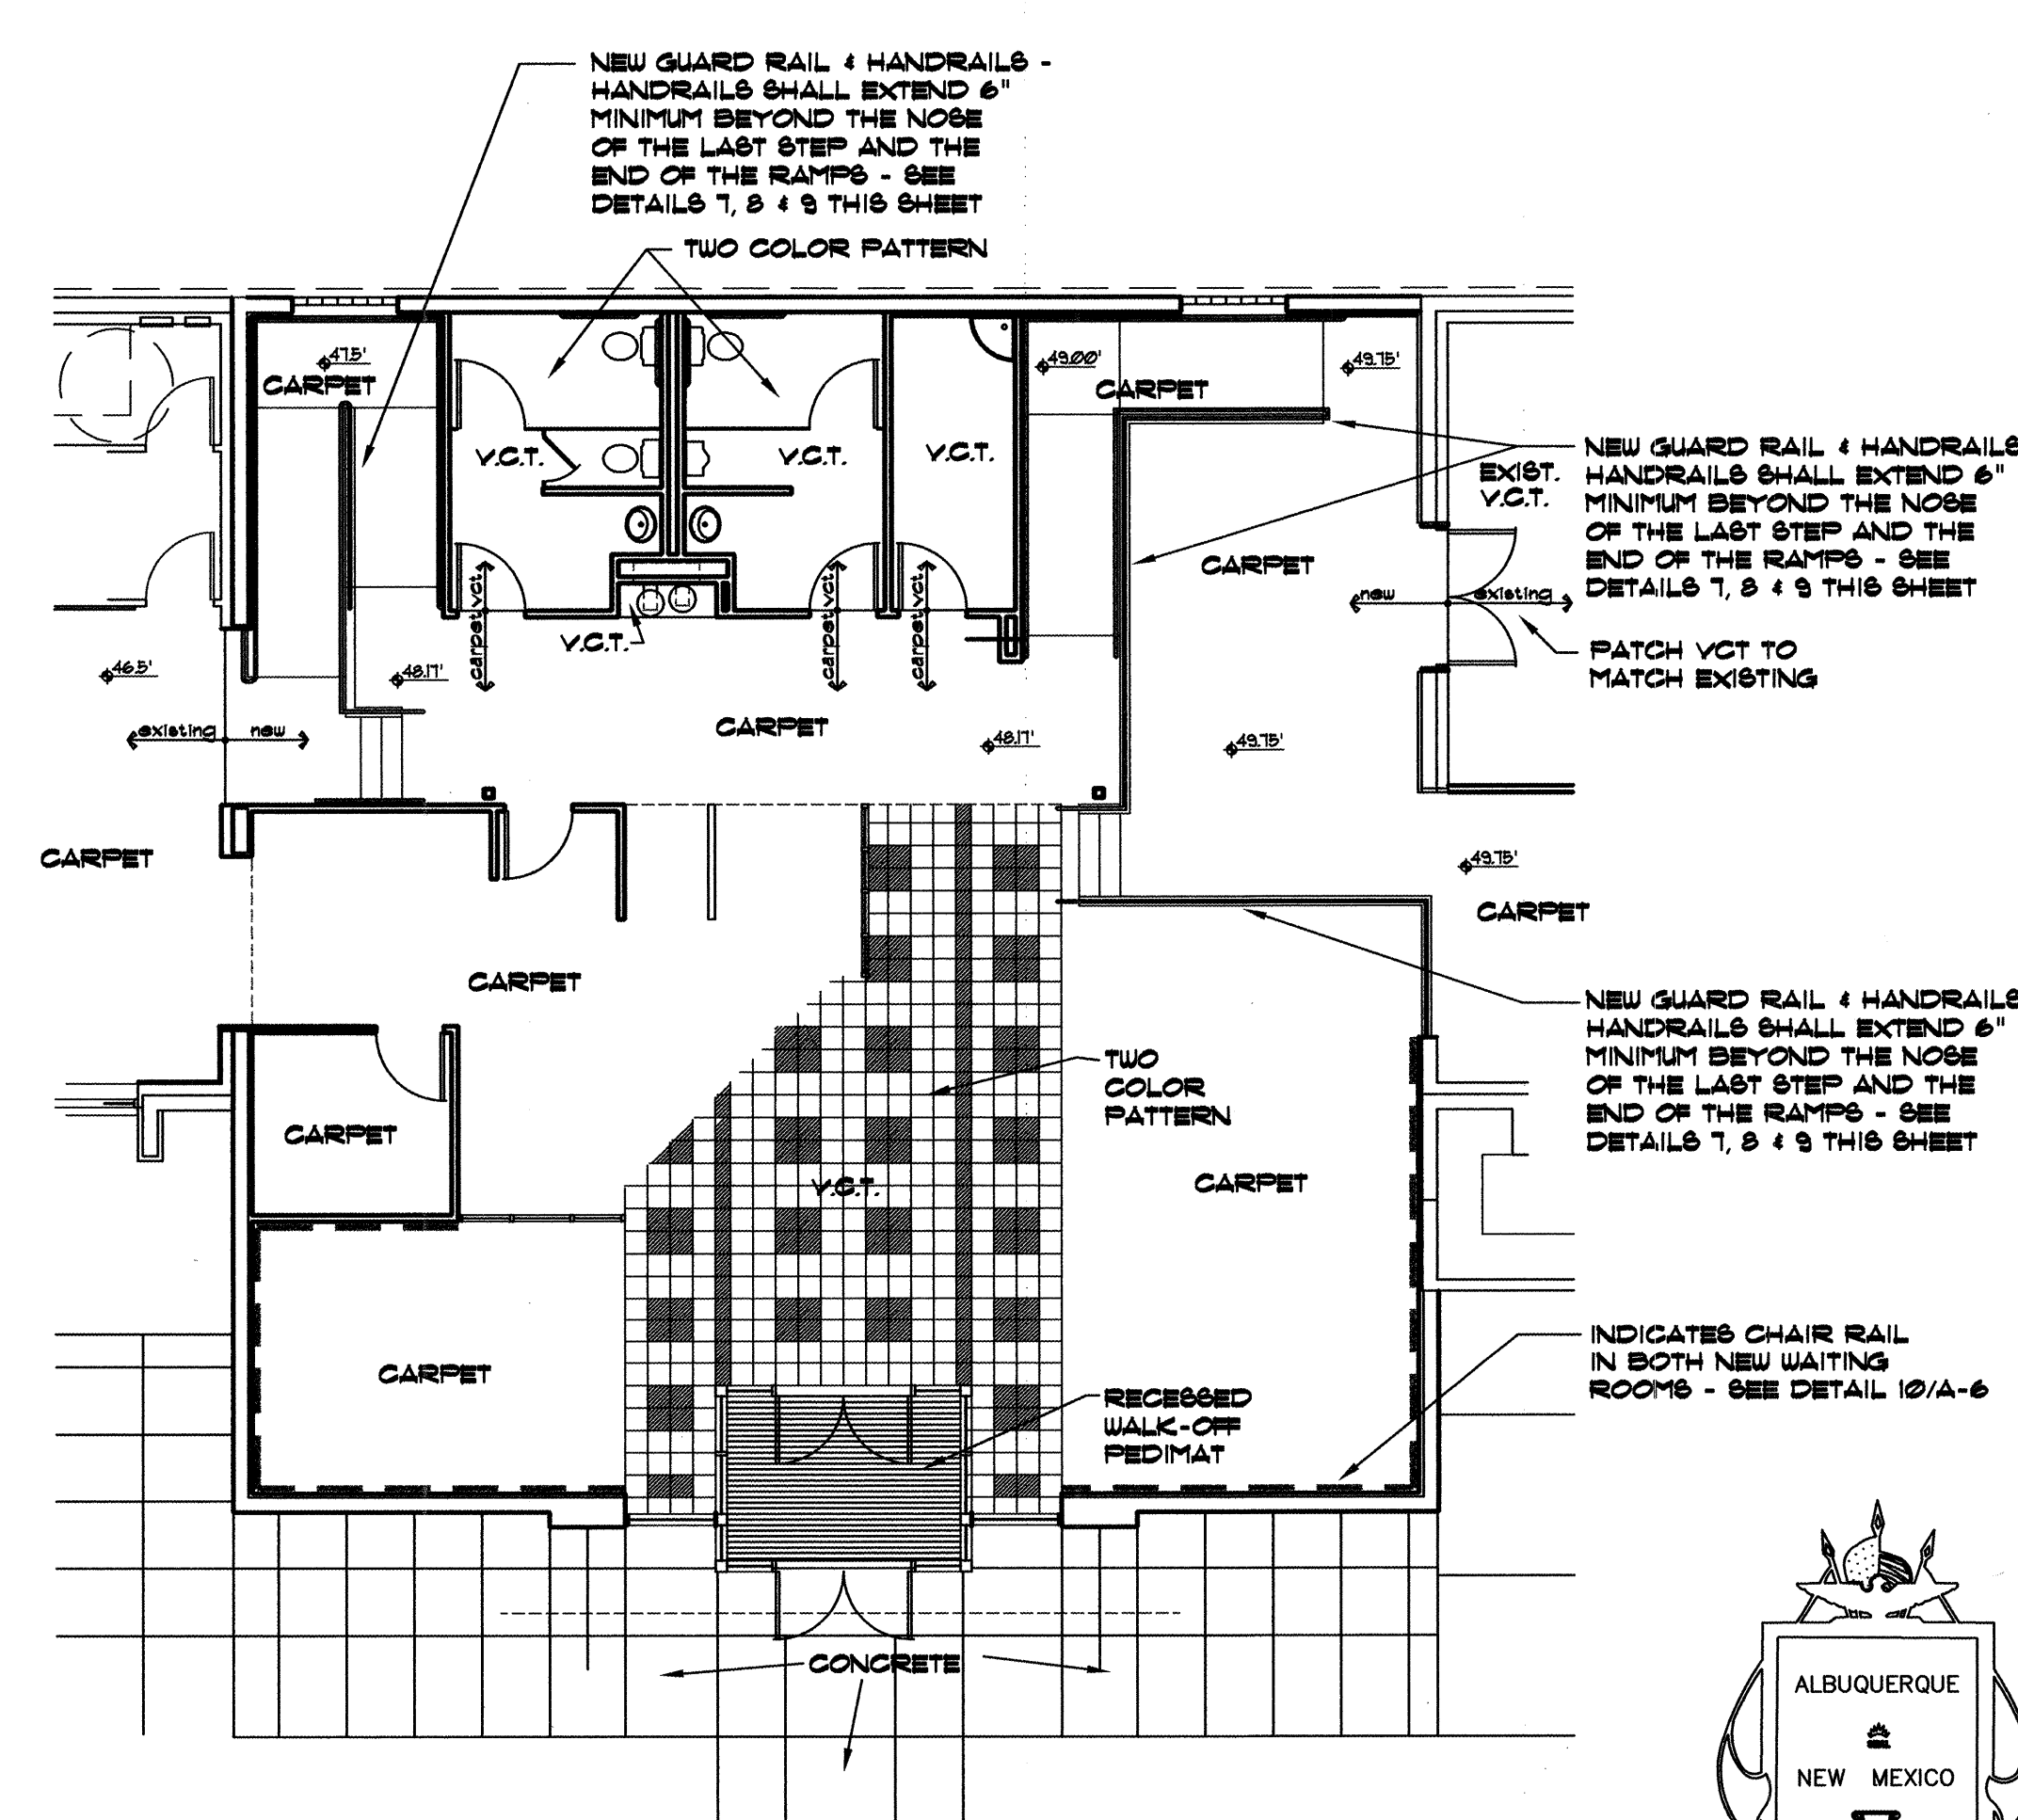 NEW GUARD RAIL & HANDRAILS -
HANDRAILS SHALL EXTEND 6"
MINIMUM BEYOND THE NOSE
OF THE LAST STEP AND THE
END OF THE RAMPS - SEE
DETAILS 7, 8 & 9 THIS SHEET
TWO COLOR PATTERN
47.5'
CARPET
49.00'
CARPET
49.75'
V.C.T.
V.C.T.
V.C.T.
EXIST.
V.C.T.
NEW GUARD RAIL & HANDRAILS
HANDRAILS SHALL EXTEND 6"
MINIMUM BEYOND THE NOSE
OF THE LAST STEP AND THE
END OF THE RAMPS - SEE
DETAILS 7, 8 & 9 THIS SHEET
CARPET
new
existing
carpet vct
carpet vct
carpet vct
V.C.T.
PATCH VCT TO
MATCH EXISTING
46.5'
48.17'
existing
new
CARPET
48.17'
49.75'
CARPET
49.75'
CARPET
CARPET
NEW GUARD RAIL & HANDRAILS
HANDRAILS SHALL EXTEND 6"
MINIMUM BEYOND THE NOSE
OF THE LAST STEP AND THE
END OF THE RAMPS - SEE
DETAILS 7, 8 & 9 THIS SHEET
TWO
COLOR
PATTERN
CARPET
V.C.T.
CARPET
CARPET
INDICATES CHAIR RAIL
IN BOTH NEW WAITING
ROOMS - SEE DETAIL 10/A-6
RECESSED
WALK-OFF
PEDIMAT
CONCRETE
ALBUQUERQUE
NEW MEXICO